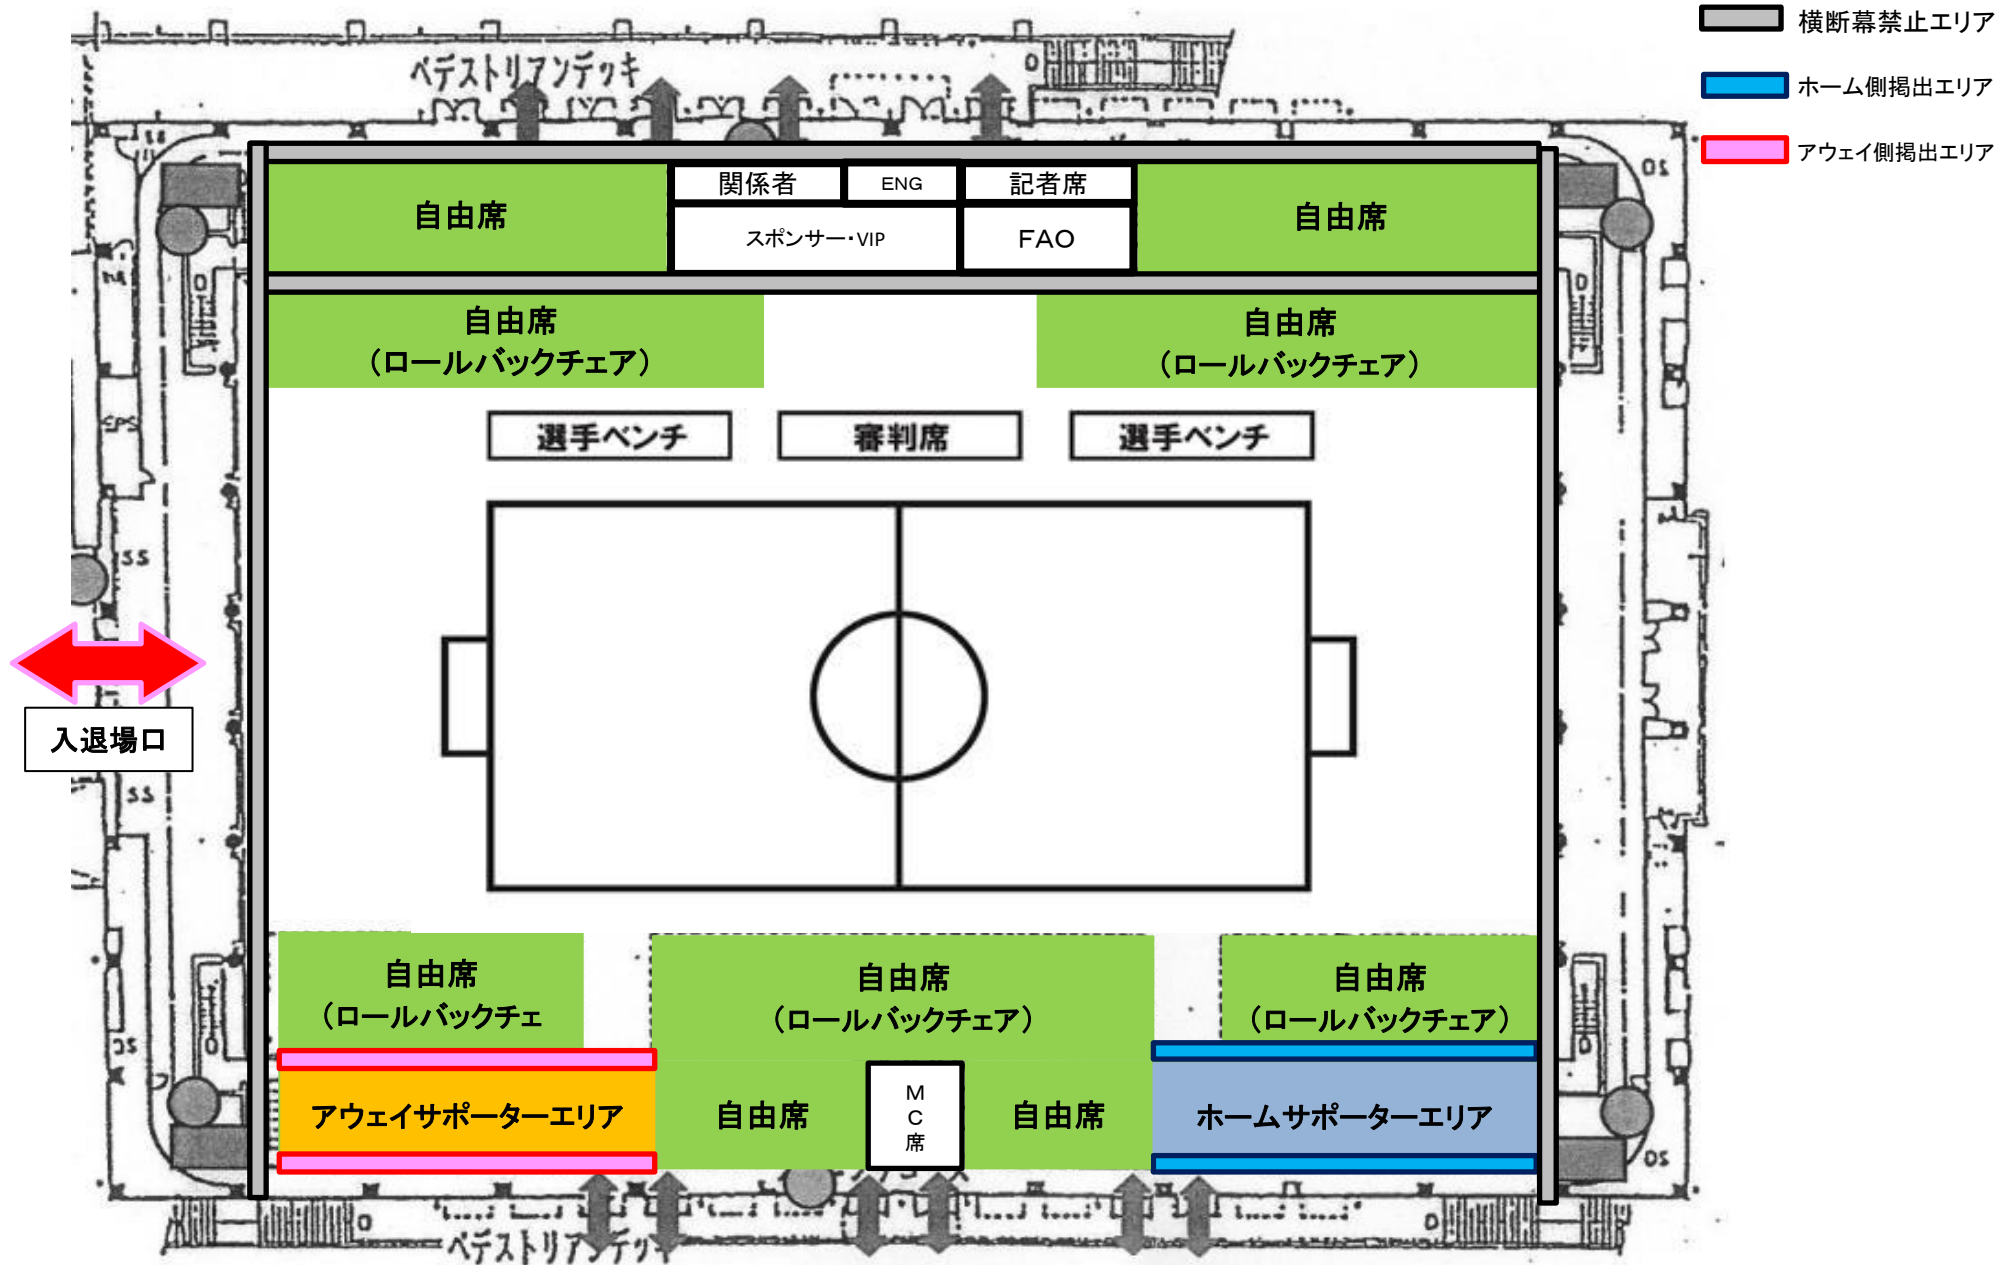 横断幕禁止エリア
ホーム側掲出エリア
アウェイ側掲出エリア
ペデストリアンデッキ
関係者
ENG
記者席
自由席
スポンサー・VIP
FAO
自由席
自由席
（ロールバックチェア）
自由席
（ロールバックチェア）
選手ベンチ
審判席
選手ベンチ
SS
入退場口
SS
自由席
（ロールバックチェ
自由席
（ロールバックチェア）
自由席
（ロールバックチェア）
アウェイサポーターエリア
自由席
MC席
自由席
ホームサポーターエリア
DS
ペデストリアンデッキ